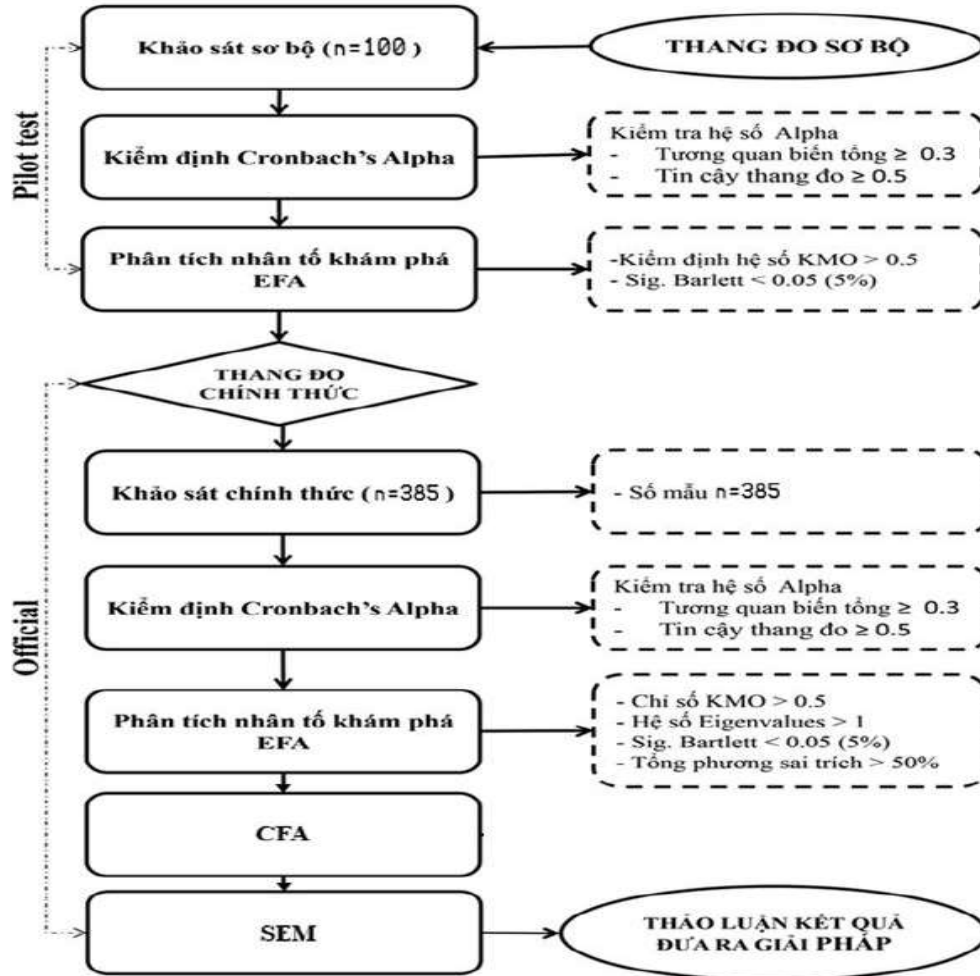 Khảo sát sơ bộ (n=100 )
THANG ĐO SƠ BỘ
Pilot test
Kiểm định Cronbach's Alpha
Kiểm tra hệ số Alpha
- Tương quan biến tổng ≥ 0.3
- Tin cậy thang đo ≥ 0.5
Phân tích nhân tố khám phá
EFA
-Kiểm định hệ số KMO > 0.5
- Sig. Barlett < 0.05 (5%)
THANG ĐO
CHÍNH THỨC
Official
Khảo sát chính thức (n=385 )
- Số mẫu n=385
Kiểm định Cronbach's Alpha
Kiểm tra hệ số Alpha
- Tương quan biến tổng ≥ 0.3
- Tin cậy thang đo ≥ 0.5
Phân tích nhân tố khám phá
EFA
- Chỉ số KMO > 0.5
- Hệ số Eigenvalues > 1
- Sig. Bartlett < 0.05 (5%)
- Tổng phương sai trích > 50%
CFA
SEM
THẢO LUẬN KẾT QUẢ
ĐƯA RA GIẢI PHÁP